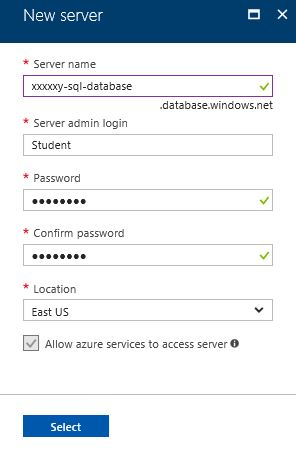 New server
* Server name
xxxxxy-sql-database
.database.windows.net
* Server admin login
Student
* Password
••••••••
* Confirm password
••••••••
* Location
East US
Allow azure services to access server
Select